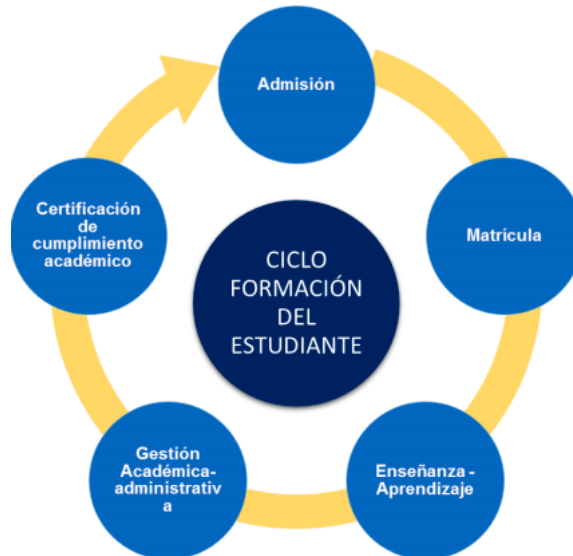 Admisión
Matrícula
Enseñanza -
Aprendizaje
Gestión
Académica-
administrativ
a
Certificación
de
cumplimiento
académico
CICLO
FORMACIÓN
DEL
ESTUDIANTE